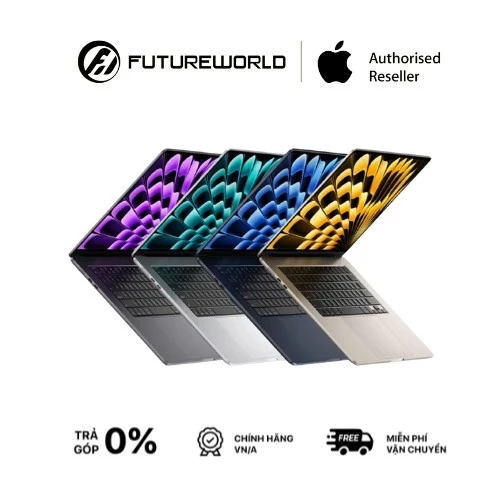 FUTUREWORLD
Authorised
Reseller
TRẢ
GÓP 0%
CHÍNH HÃNG
VN/A
FREE
MIỄN PHÍ
VẬN CHUYỂN